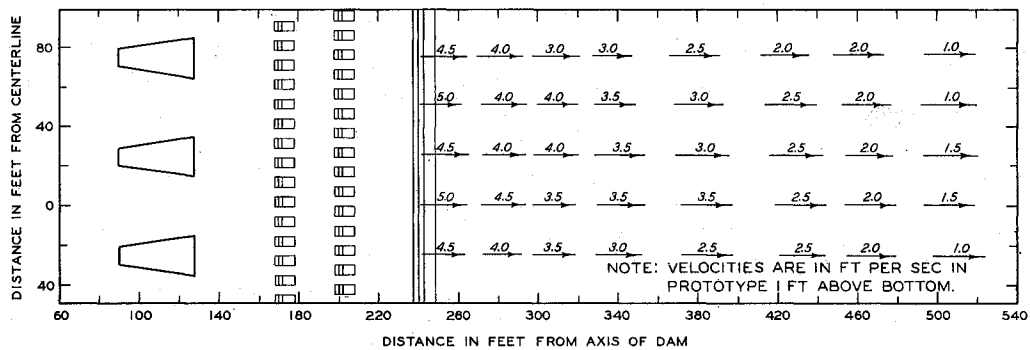 DISTANCE IN FEET FROM CENTERLINE
80
40
0
40
4.5 4.0 3.0 3.0 2.5 2.0 2.0 1.0
5.0 4.0 4.0 3.5 3.0 2.5 2.0 1.0
4.5 4.0 4.0 3.5 3.0 2.5 2.0 1.5
5.0 4.5 3.5 3.5 3.5 2.5 2.0 1.5
4.5 4.0 3.5 3.0 2.5 2.5 2.0 1.0
NOTE: VELOCITIES ARE IN FT PER SEC IN
PROTOTYPE 1 FT ABOVE BOTTOM.
60 100 140 180 220 260 300 340 380 420 460 500 540
DISTANCE IN FEET FROM AXIS OF DAM